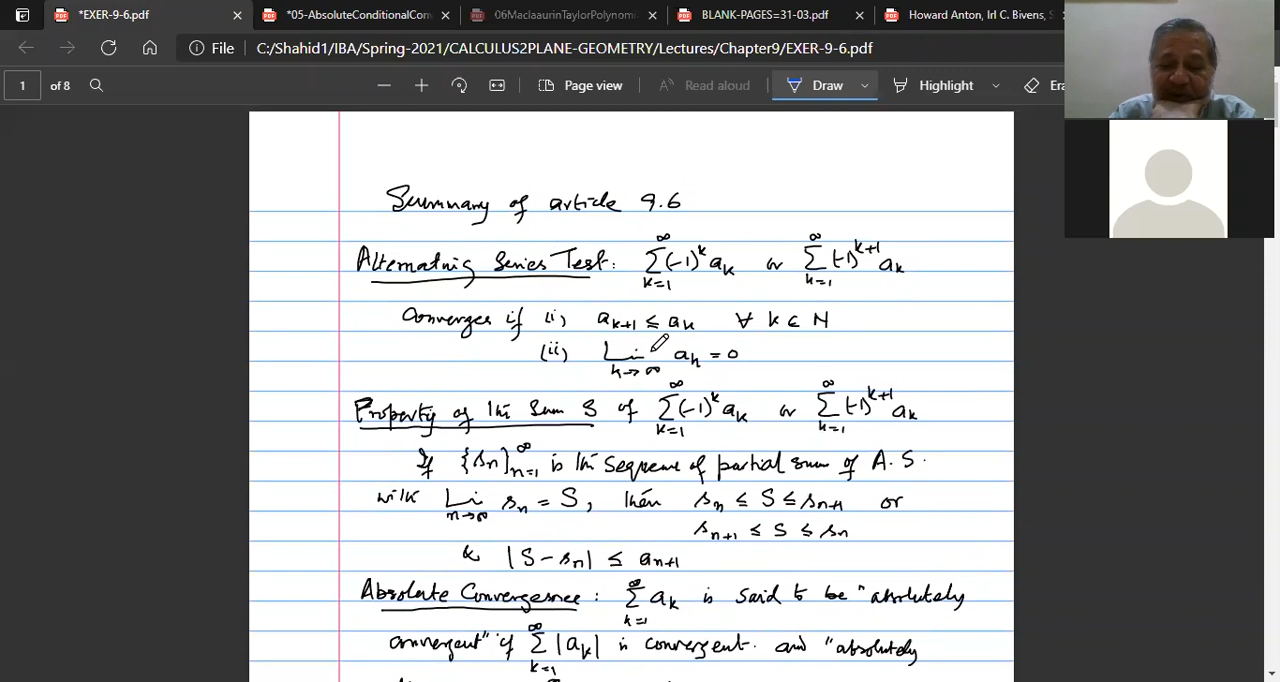 *EXER-9-6.pdf
*05-AbsoluteConditionalCon
06MaclaaurinTaylorPolynomi
BLANK-PAGES=31-03.pdf
Howard Anton, Irl C. Bivens, S
File C:/Shahid1/IBA/Spring-2021/CALCULUS2PLANE-GEOMETRY/Lectures/Chapter9/EXER-9-6.pdf
1 of 8 Page view Read aloud Draw Highlight Era
Summary of article 9.6
Alternating Series Test: ∑_{k=1}^{∞} (-1)^k a_k or ∑_{k=1}^{∞} (-1)^{k+1} a_k
Converges if (i) a_{k+1} ≤ a_k ∀ k ∈ N
(ii) Lim_{k→∞} a_k = 0
Property of the Sum S of ∑_{k=1}^{∞} (-1)^k a_k or ∑_{k=1}^{∞} (-1)^{k+1} a_k
If {s_n}_{n=1}^{∞} is the sequence of partial sum of A.S.
with Lim_{n→∞} s_n = S, then s_n ≤ S ≤ s_{n+1} or
s_{n+1} ≤ S ≤ s_n
& |S - s_n| ≤ a_{n+1}
Absolute Convergence: ∑_{k=1}^{∞} a_k is said to be "absolutely
convergent" if ∑_{k=1}^{∞} |a_k| is convergent. and "absolutely